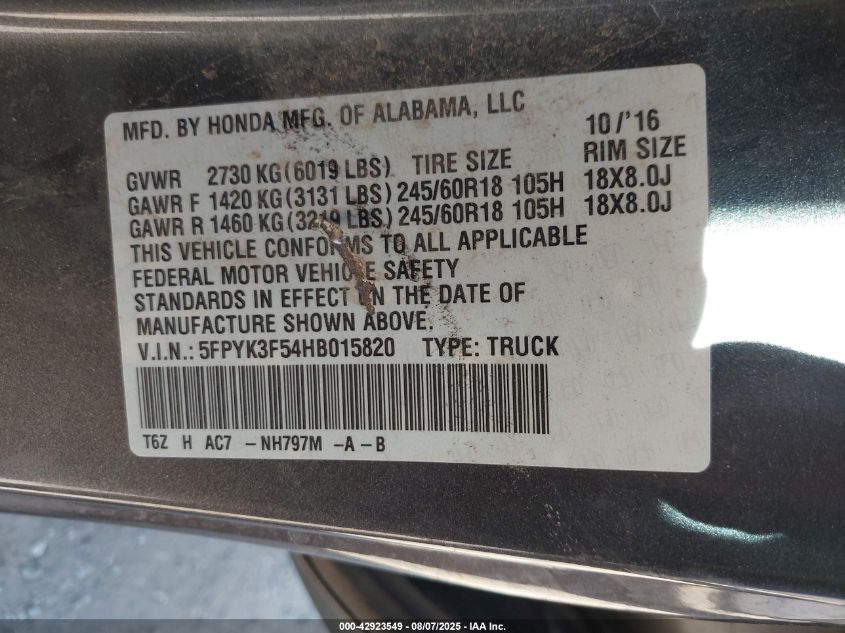 MFD. BY HONDA MFG. OF ALABAMA, LLC 10/'16
GVWR 2730 KG(6019 LBS) TIRE SIZE RIM SIZE
GAWR F 1420 KG(3131 LBS) 245/60R18 105H 18X8.0J
GAWR R 1460 KG(3219 LBS) 245/60R18 105H 18X8.0J
THIS VEHICLE CONFORMS TO ALL APPLICABLE
FEDERAL MOTOR VEHICLE SAFETY
STANDARDS IN EFFECT ON THE DATE OF
MANUFACTURE SHOWN ABOVE.
V.I.N.: 5FPYK3F54HB015820 TYPE: TRUCK
T6Z H AC7 -NH797M -A -B
000-42923549 - 08/07/2025 - IAA Inc.